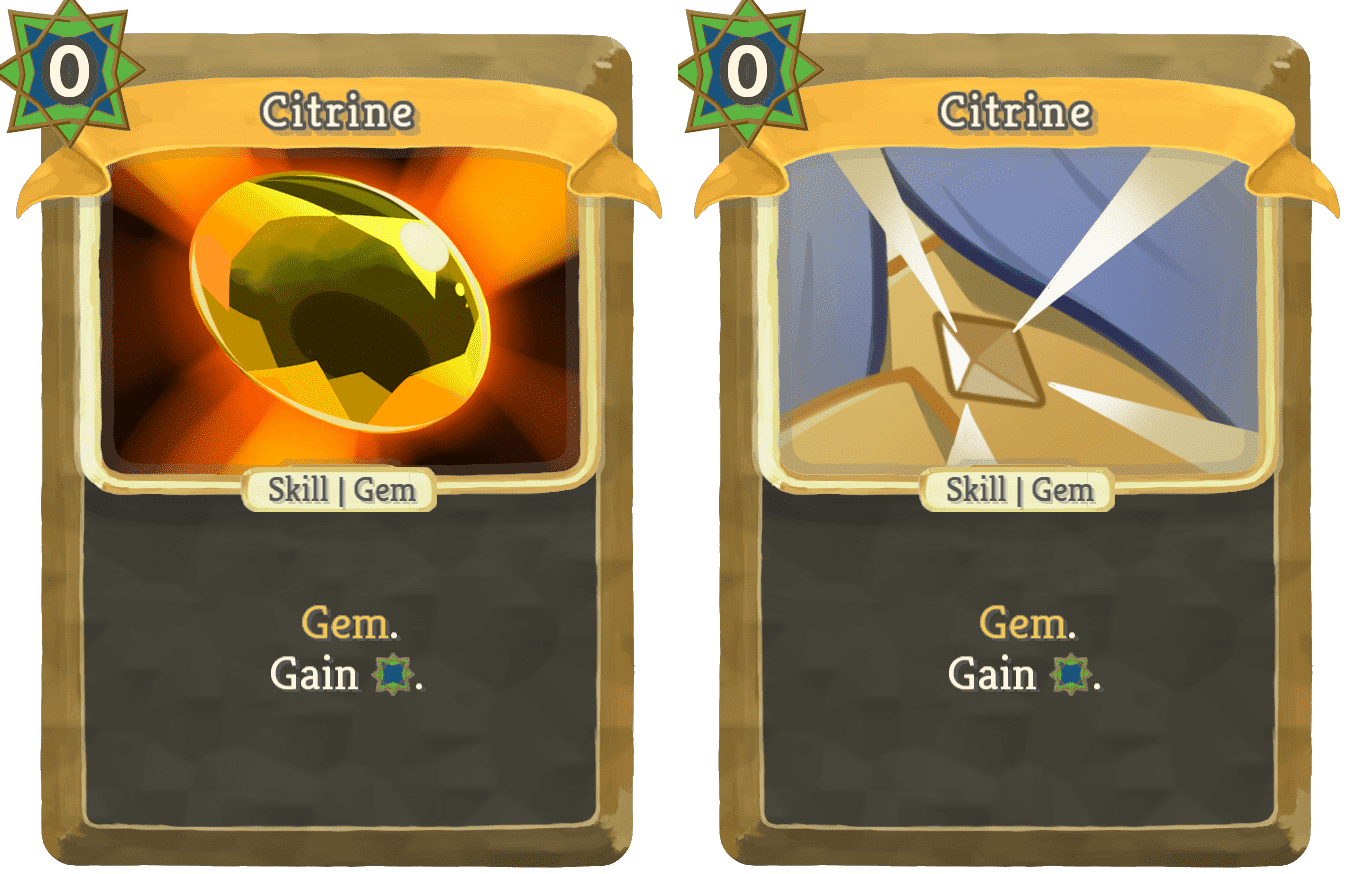 0
Citrine
Skill | Gem
Gem.
Gain .
0
Citrine
Skill | Gem
Gem.
Gain .